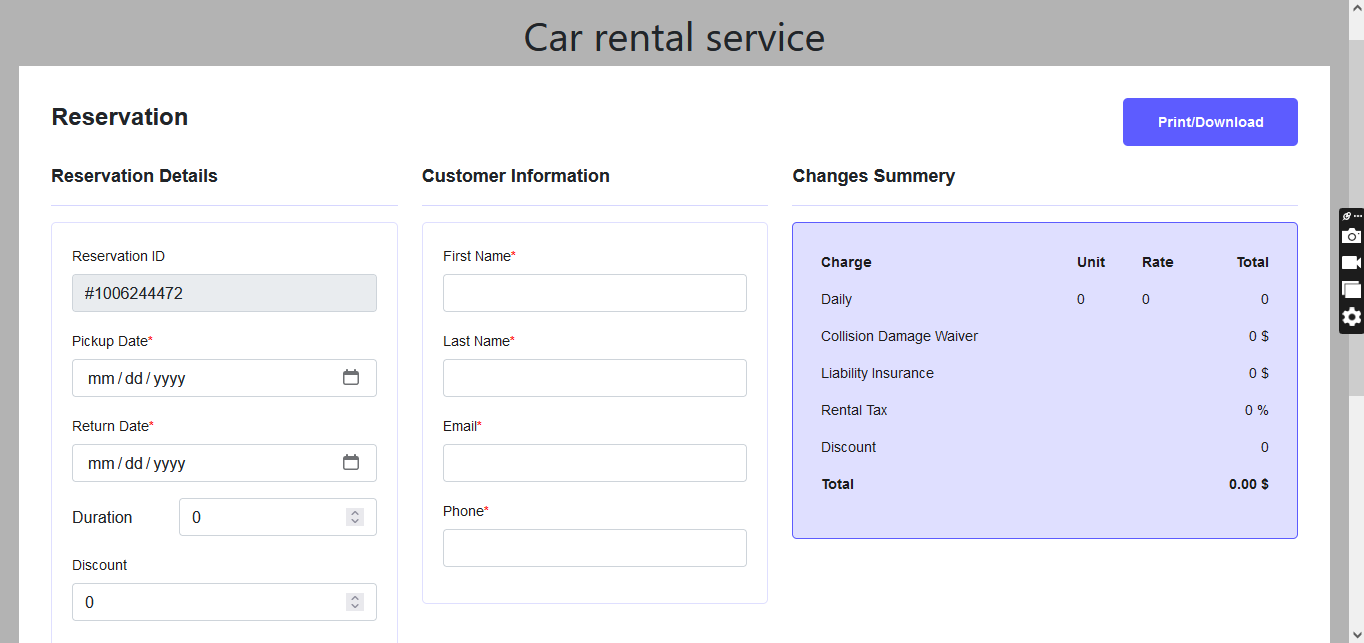 Car rental service
Reservation
Print/Download
Reservation Details
Reservation ID
#1006244472
Pickup Date*
mm/dd/yyyy
Return Date*
mm/dd/yyyy
Duration 0
Discount
0
Customer Information
First Name*
Last Name*
Email*
Phone*
Changes Summery
Charge Unit Rate Total
Daily 0 0 0
Collision Damage Waiver 0 $
Liability Insurance 0 $
Rental Tax 0 %
Discount 0
Total 0.00 $